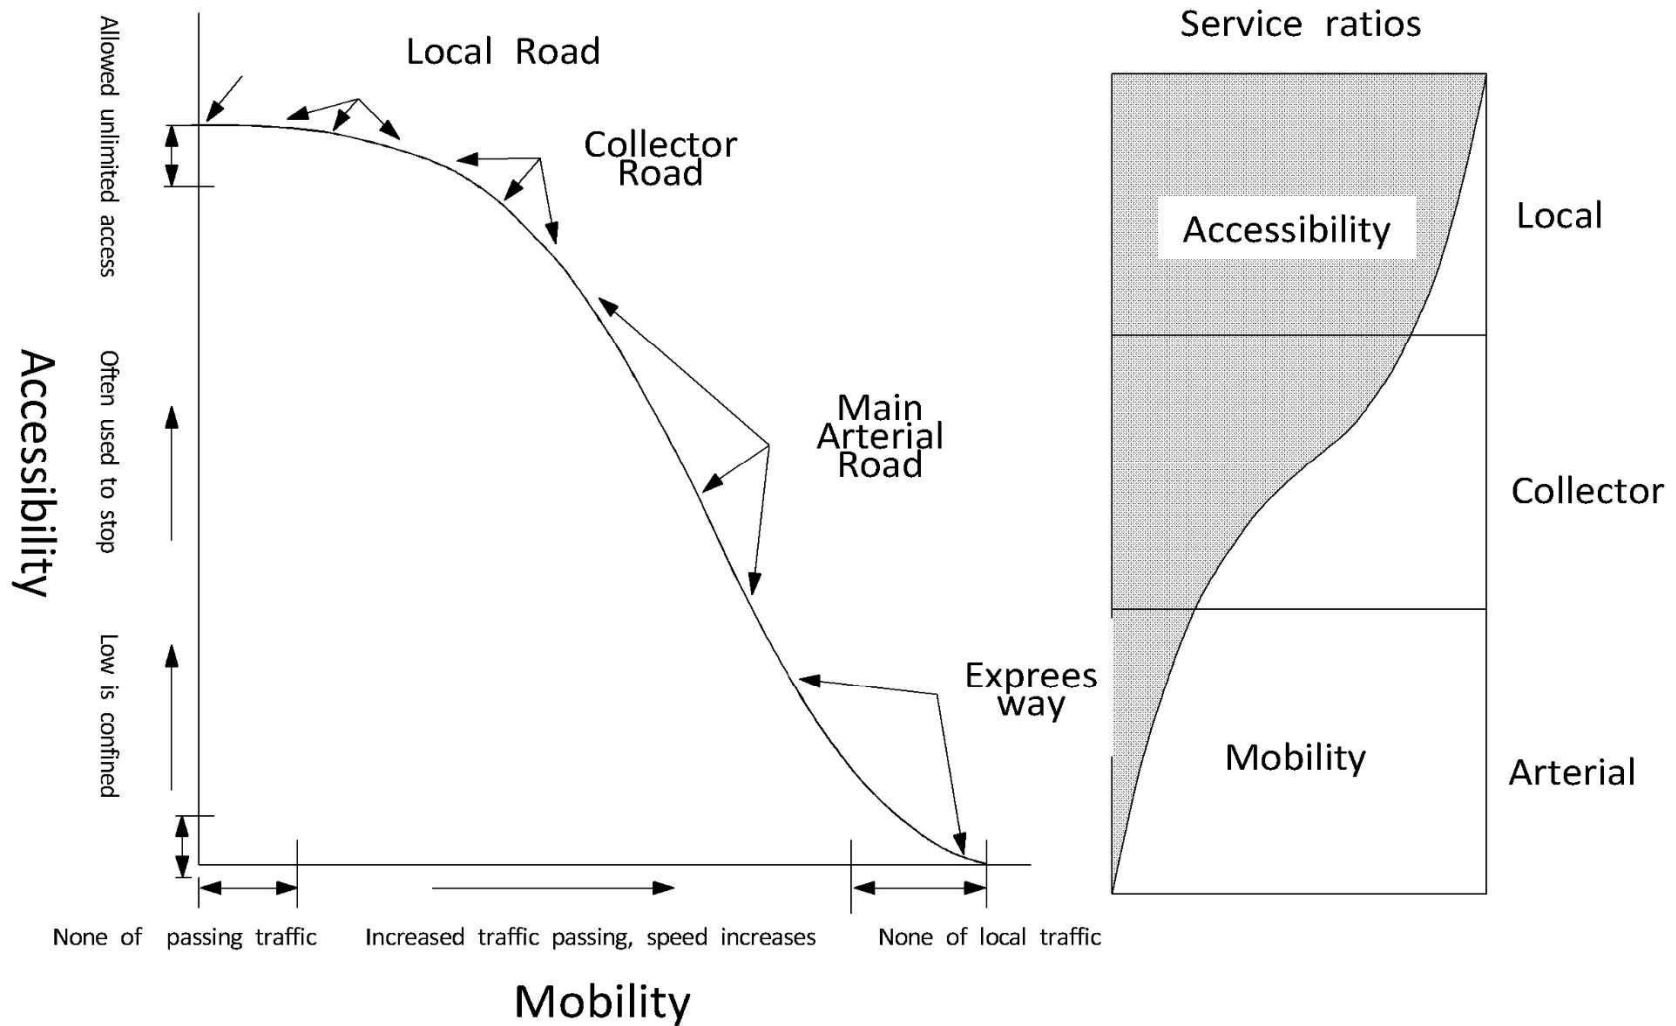 Service ratios
Local Road
Collector
Road
Main
Arterial
Road
Exprees
way
Accessibility
Allowed unlimited access
Often used to stop
Low is confined
None of passing traffic
Increased traffic passing, speed increases
None of local traffic
Mobility
Accessibility
Mobility
Local
Collector
Arterial